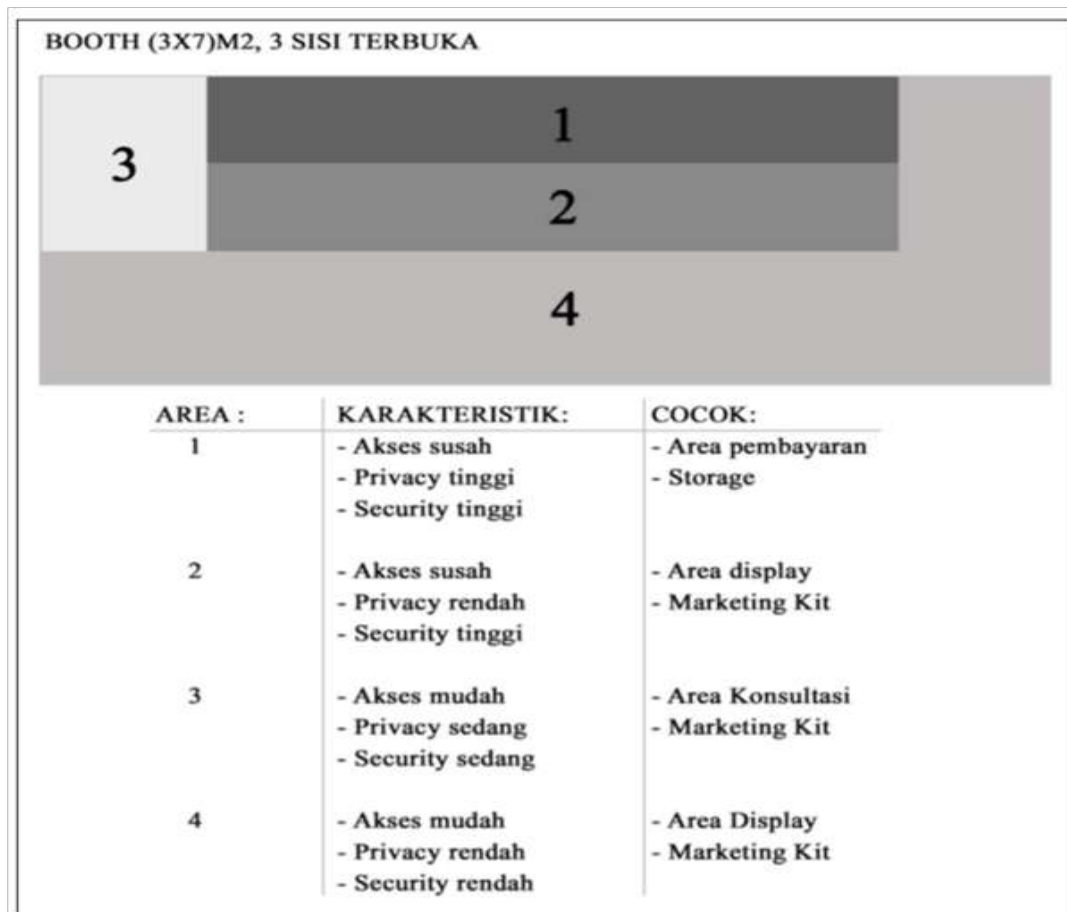 BOOTH (3X7)M2, 3 SISI TERBUKA
3
1
2
4
AREA : KARAKTERISTIK: COCOK:
1 - Akses susah - Area pembayaran
- Privacy tinggi - Storage
- Security tinggi
2 - Akses susah - Area display
- Privacy rendah - Marketing Kit
- Security tinggi
3 - Akses mudah - Area Konsultasi
- Privacy sedang - Marketing Kit
- Security sedang
4 - Akses mudah - Area Display
- Privacy rendah - Marketing Kit
- Security rendah